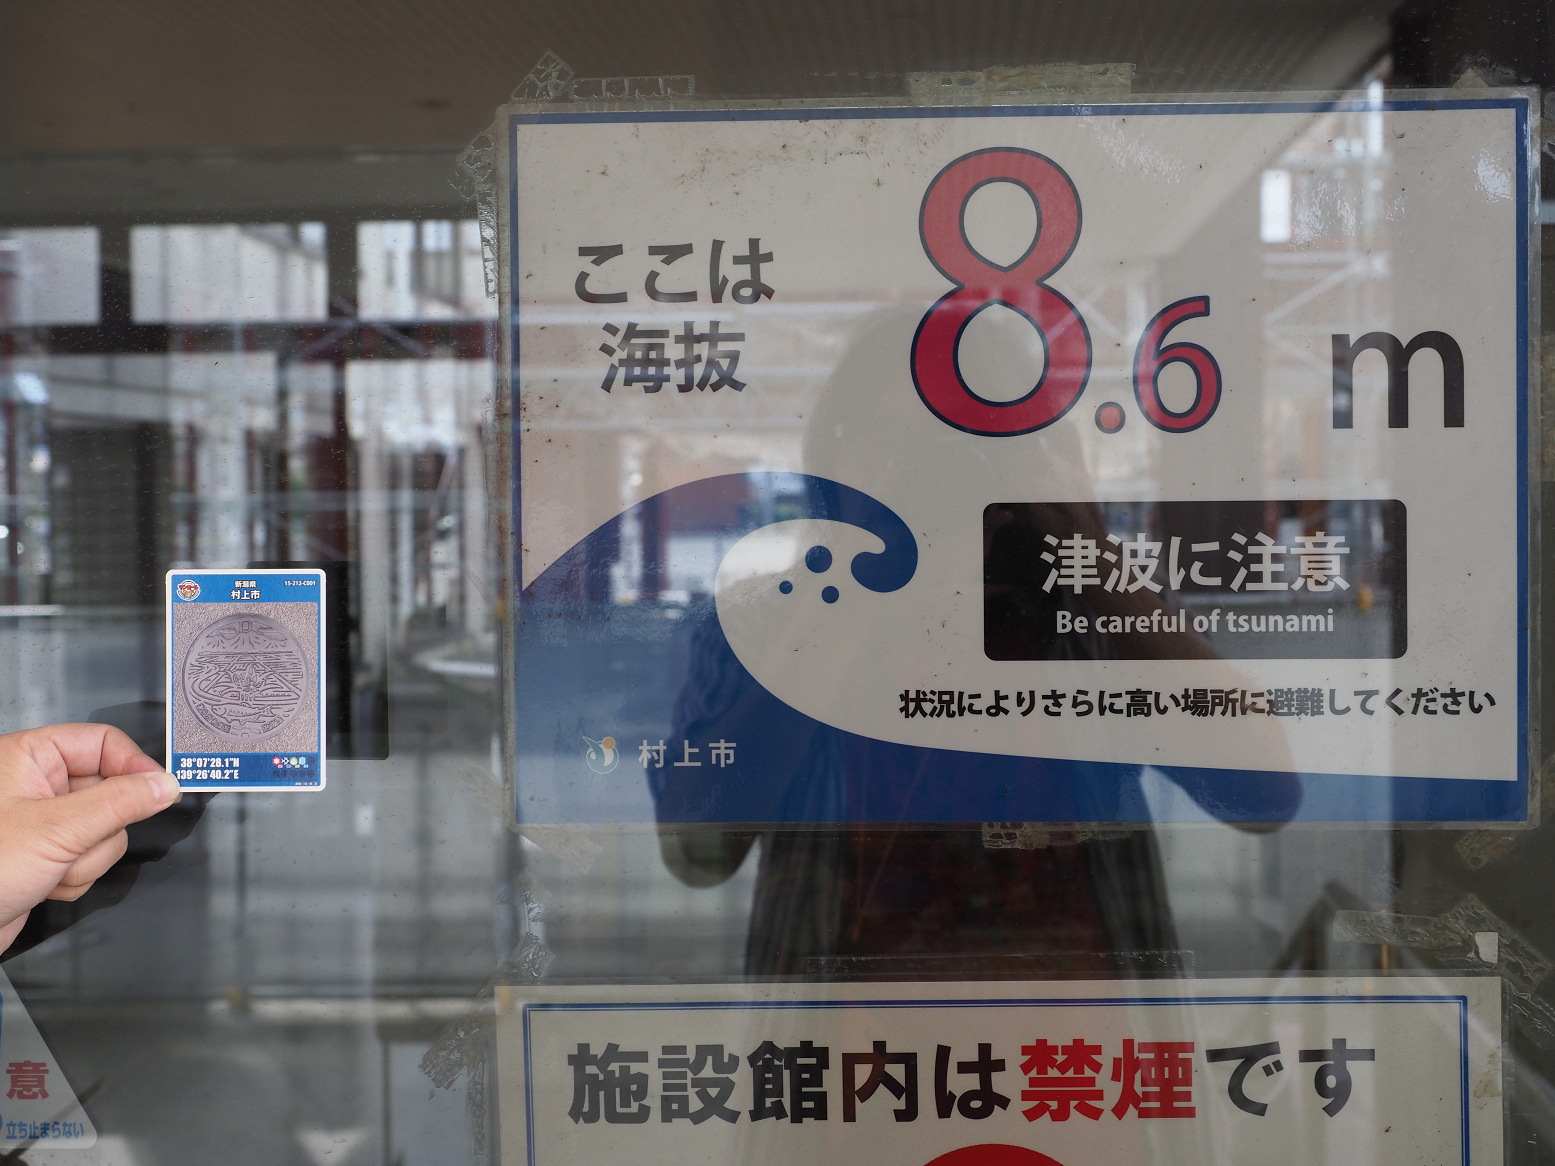 ここは
海抜
8.6 m
津波に注意
Be careful of tsunami
状況によりさらに高い場所に避難してください
村上市
新潟県
15-212-C001
村上市
38°07'28.1"N
139°26'40.2"E
施設館内は禁煙です
意
立ち止まらない